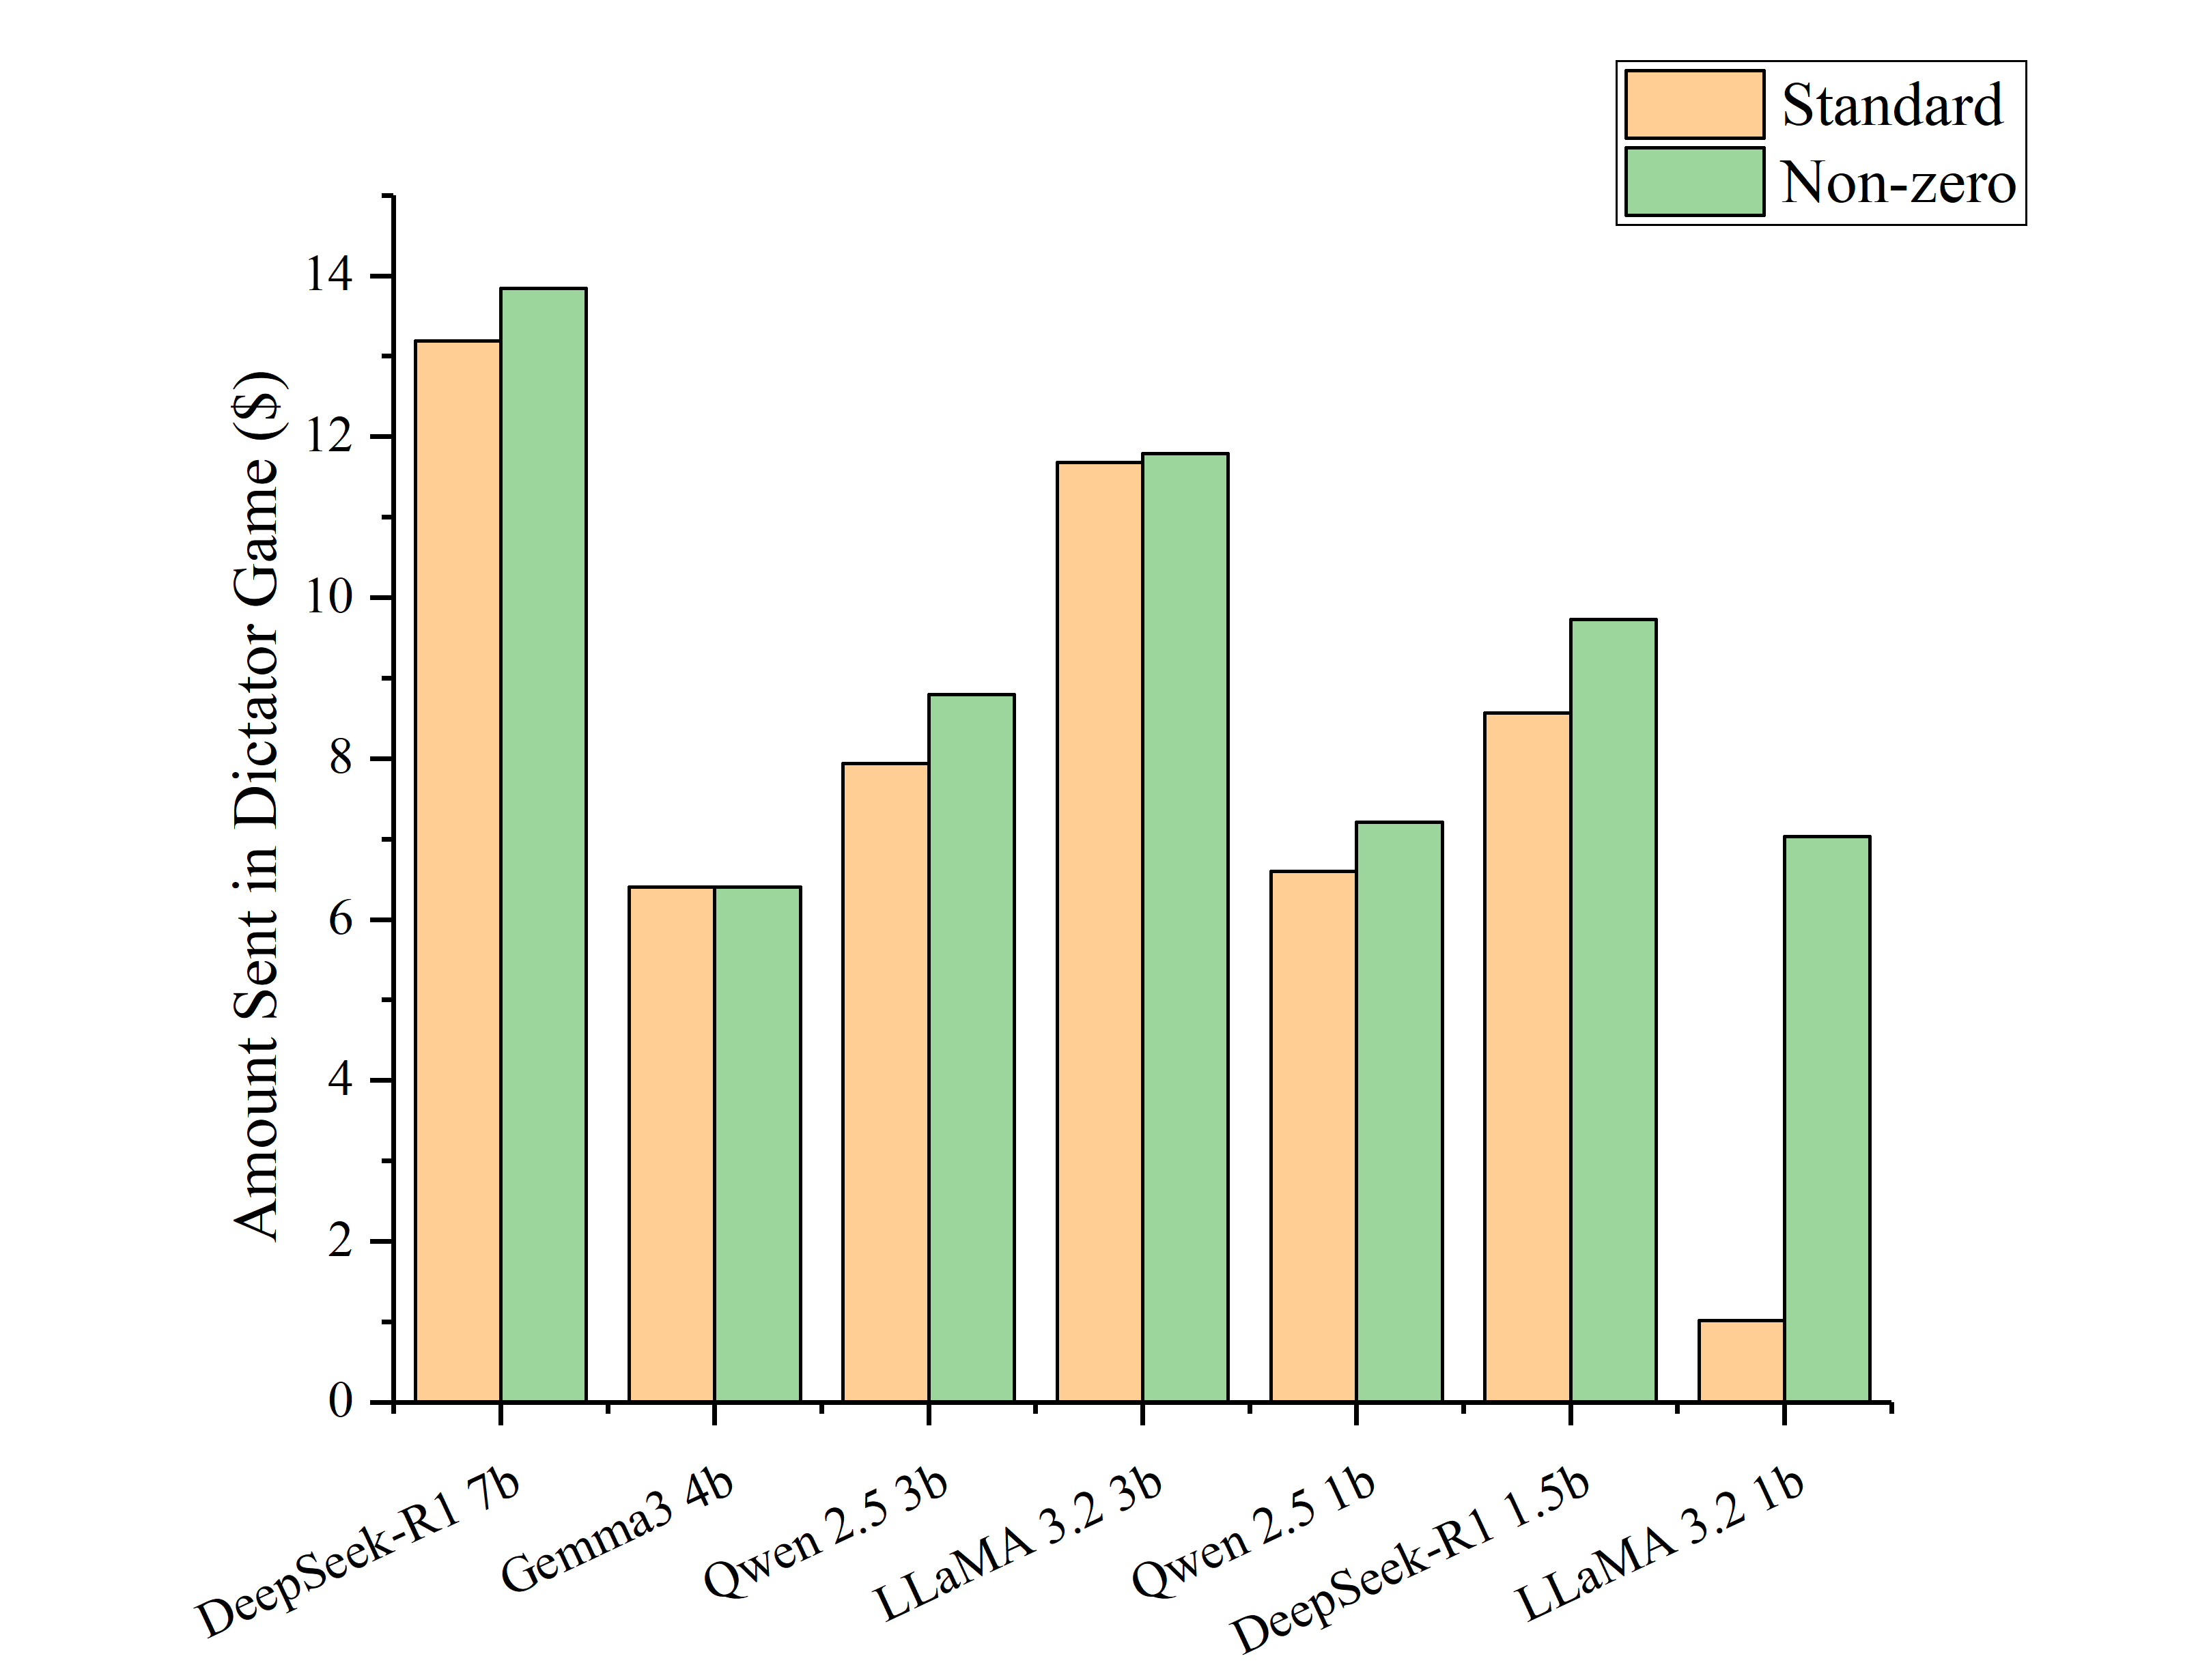 Standard
Non-zero
Amount Sent in Dictator Game ($)
14
12
10
8
6
4
2
0
DeepSeek-R1 7b
Gemma3 4b
Qwen 2.5 3b
LLaMA 3.2 3b
Qwen 2.5 1b
DeepSeek-R1 1.5b
LLaMA 3.2 1b